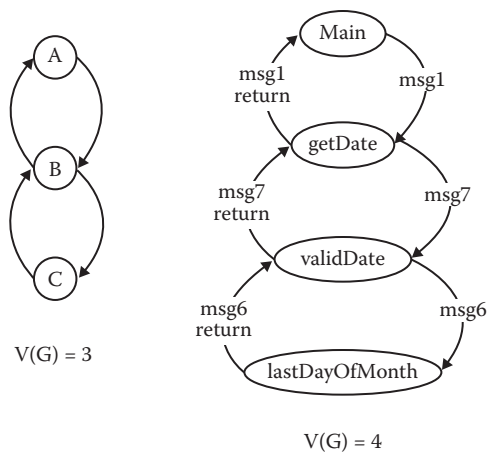 A
B
C
V(G) = 3
Main
msg1
return
msg1
getDate
msg7
return
msg7
validDate
msg6
return
msg6
lastDayOfMonth
V(G) = 4